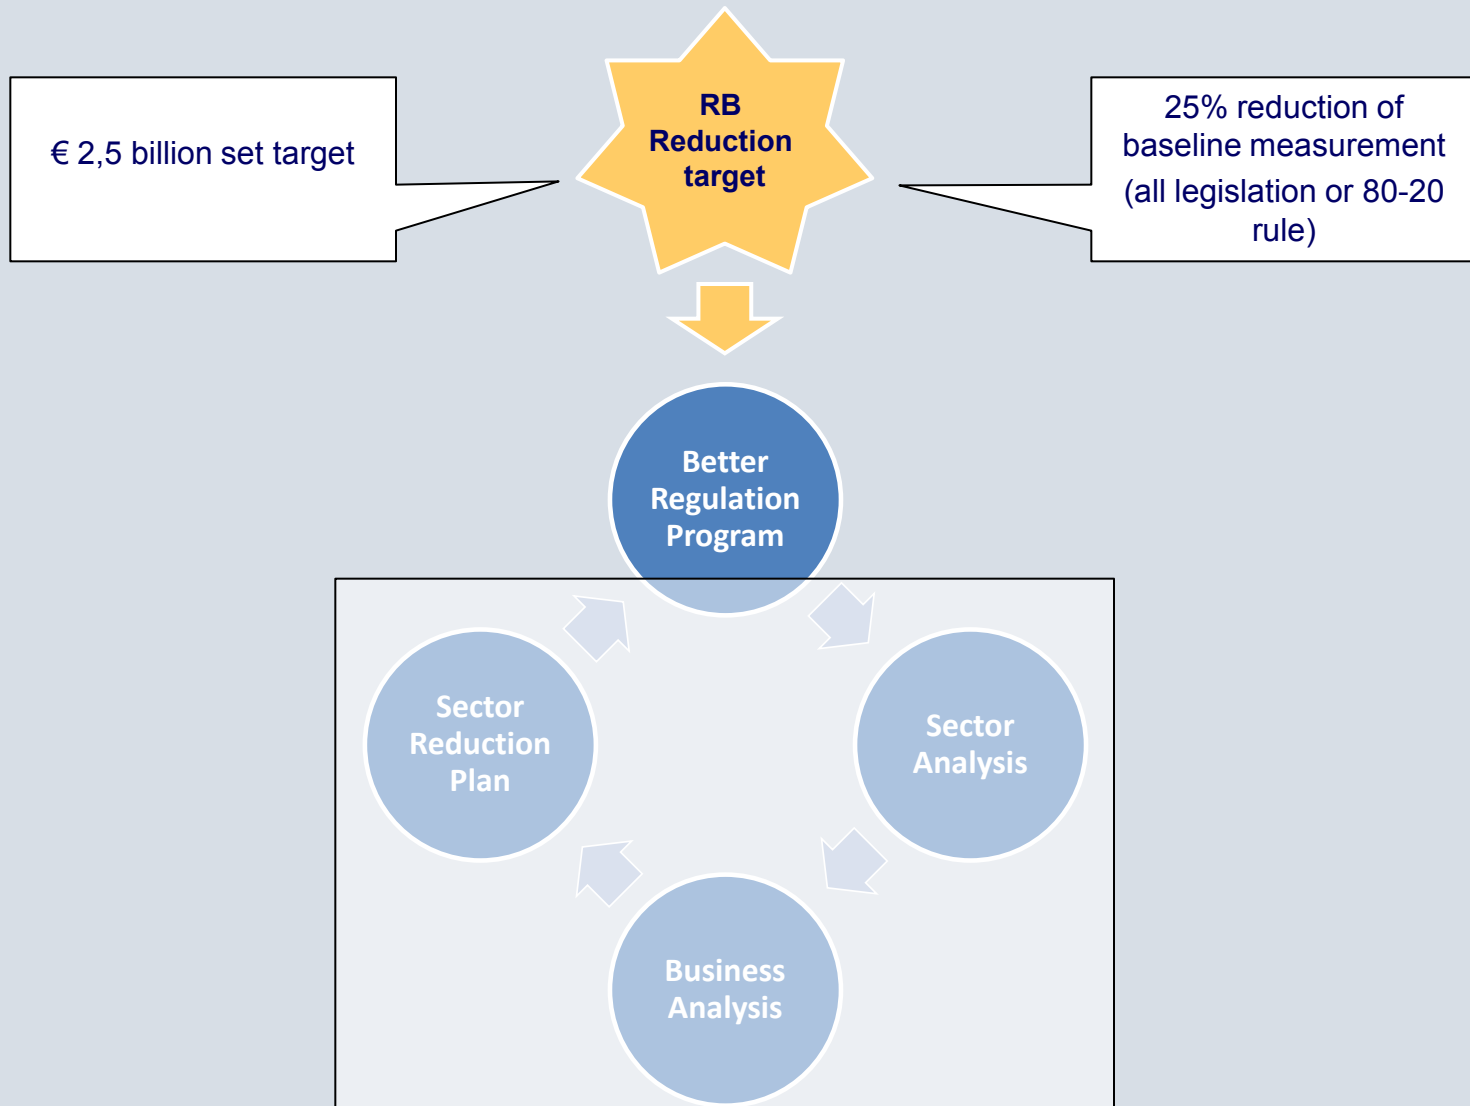 RB
Reduction
target
€ 2,5 billion set target
25% reduction of
baseline measurement
(all legislation or 80-20
rule)
Better
Regulation
Program
Sector
Reduction
Plan
Sector
Analysis
Business
Analysis